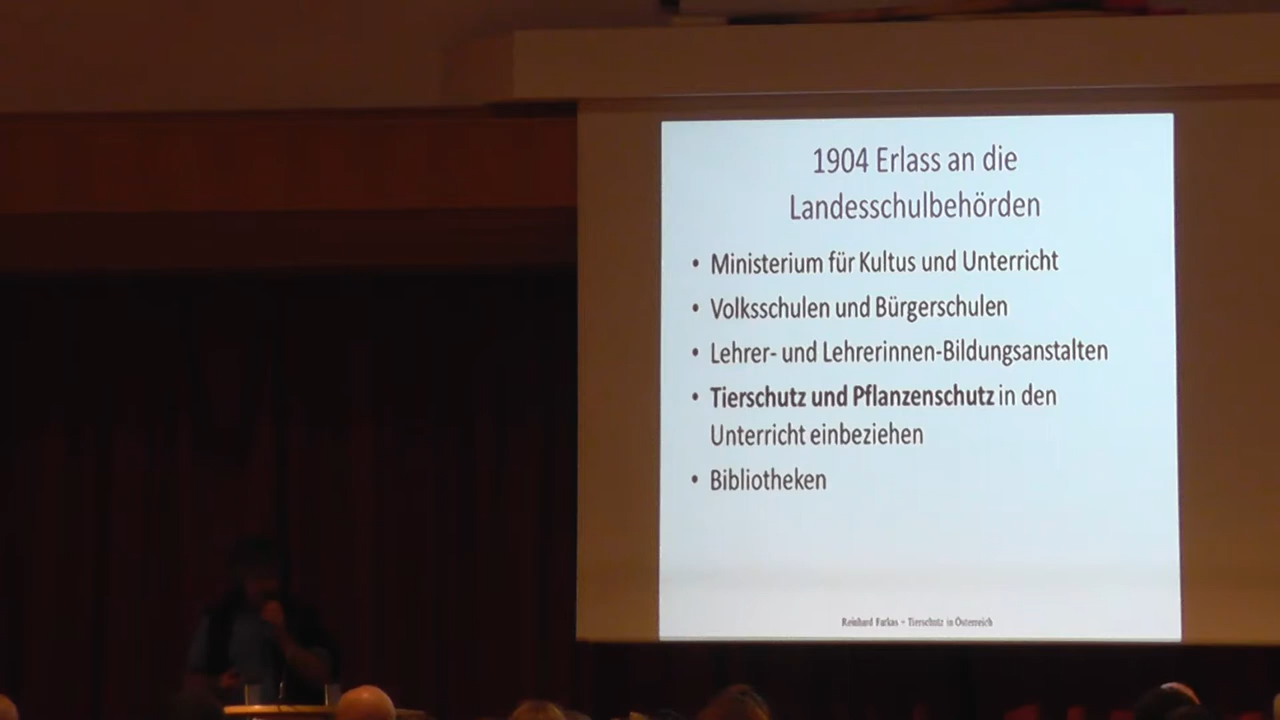 1904 Erlass an die
Landesschulbehörden
• Ministerium für Kultus und Unterricht
• Volksschulen und Bürgerschulen
• Lehrer- und Lehrerinnen-Bildungsanstalten
• Tierschutz und Pflanzenschutz in den
Unterricht einbeziehen
• Bibliotheken
Reinhard Farkas – Tierschutz in Österreich